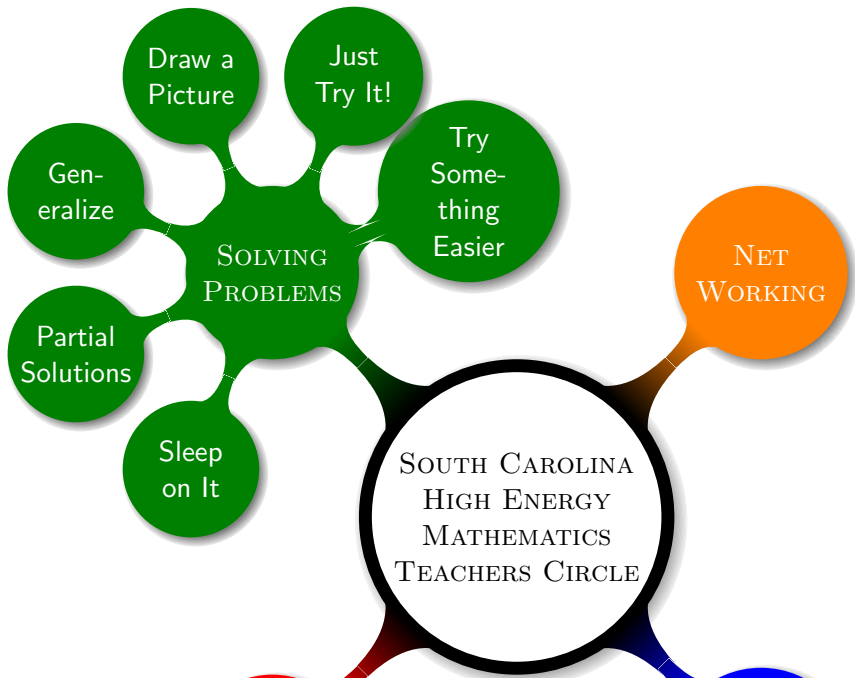 Draw a
Picture
Just
Try It!
Try
Some-
thing
Easier
Gen-
eralize
Solving
Problems
Net
Working
Partial
Solutions
Sleep
on It
South Carolina
High Energy
Mathematics
Teachers Circle